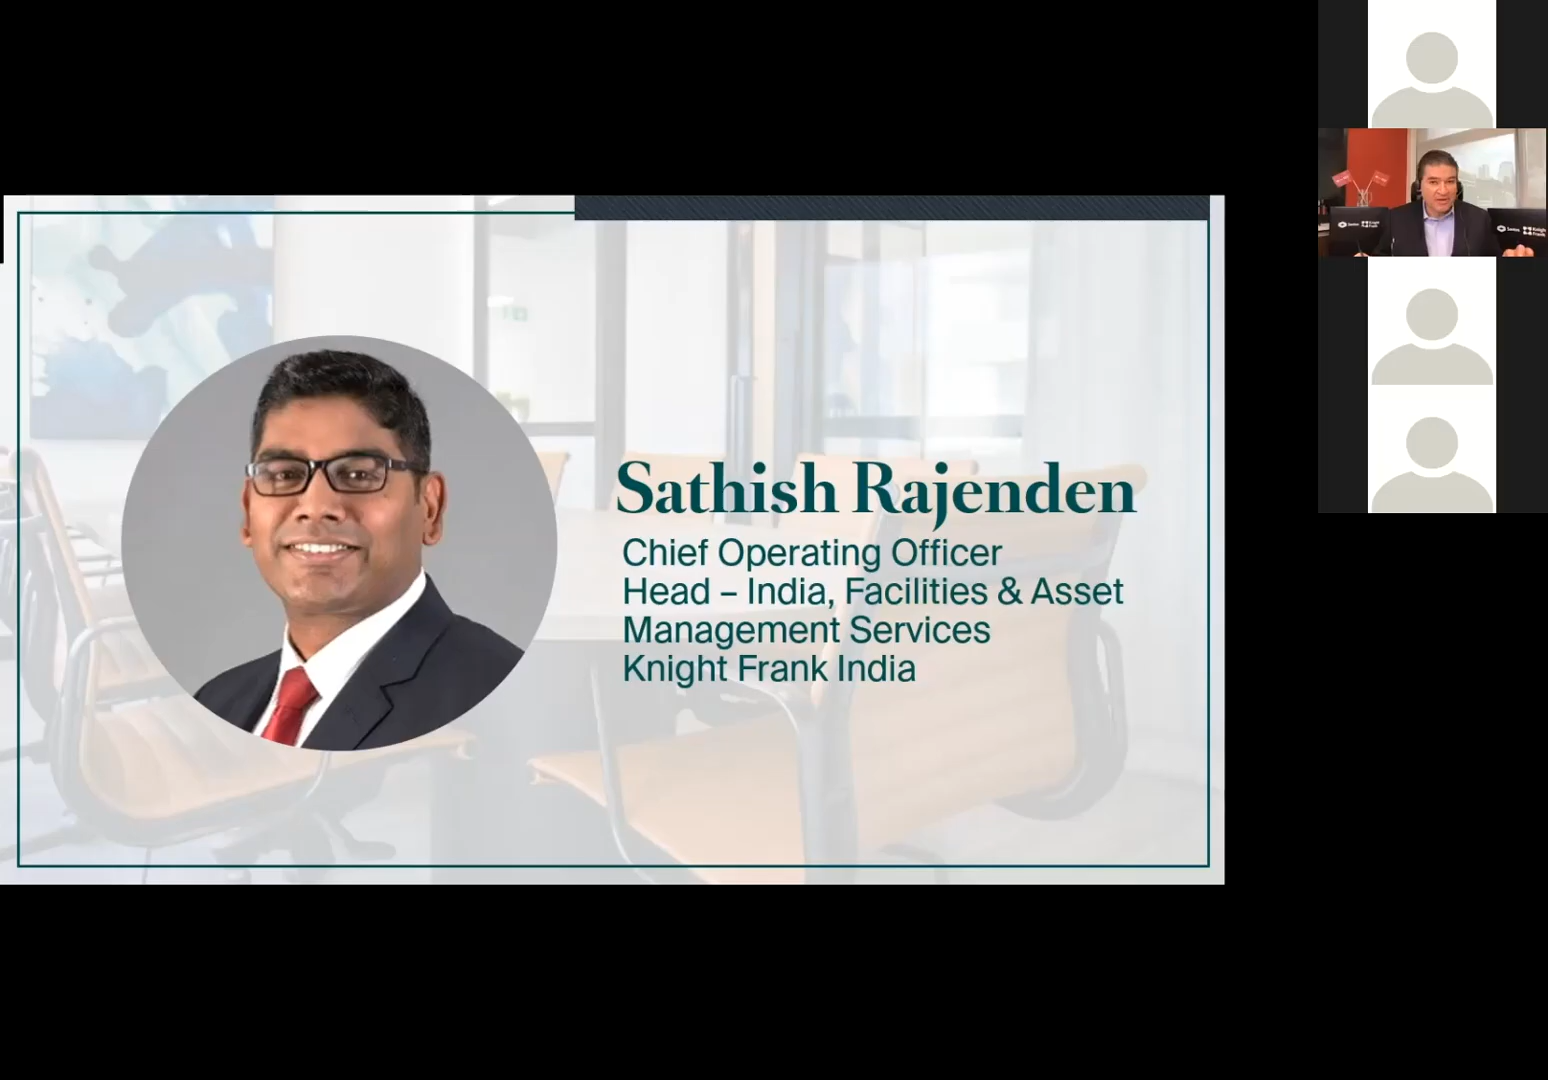 Sathish Rajenden
Chief Operating Officer
Head – India, Facilities & Asset
Management Services
Knight Frank India